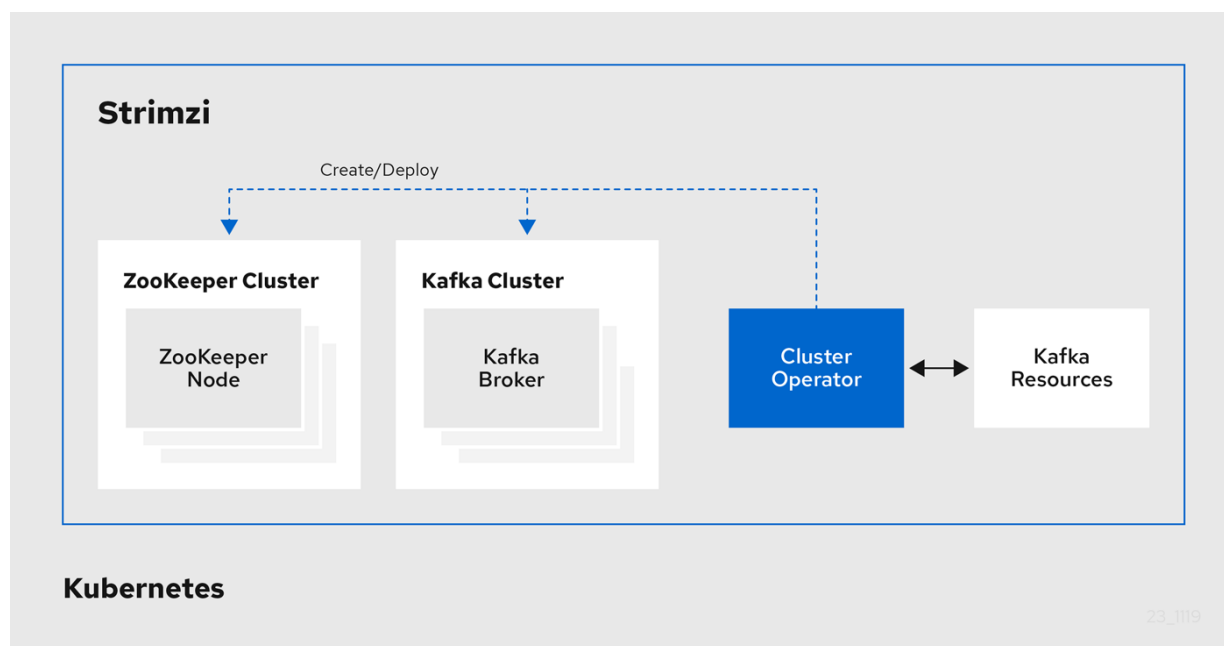 Strimzi
Create/Deploy
ZooKeeper Cluster
ZooKeeper
Node
Kafka Cluster
Kafka
Broker
Cluster
Operator
Kafka
Resources
Kubernetes
23_1119